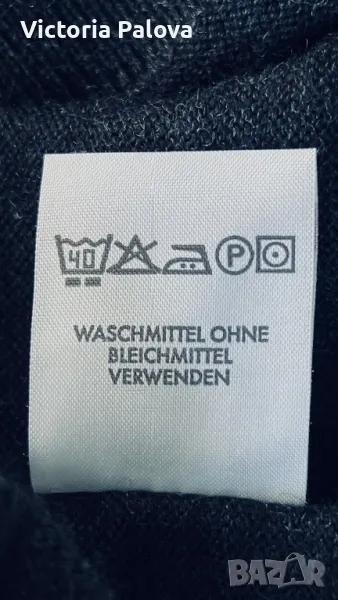 Victoria Palova
40 P
WASCHMITTEL OHNE
BLEICHMITTEL
VERWENDEN
BAZAR